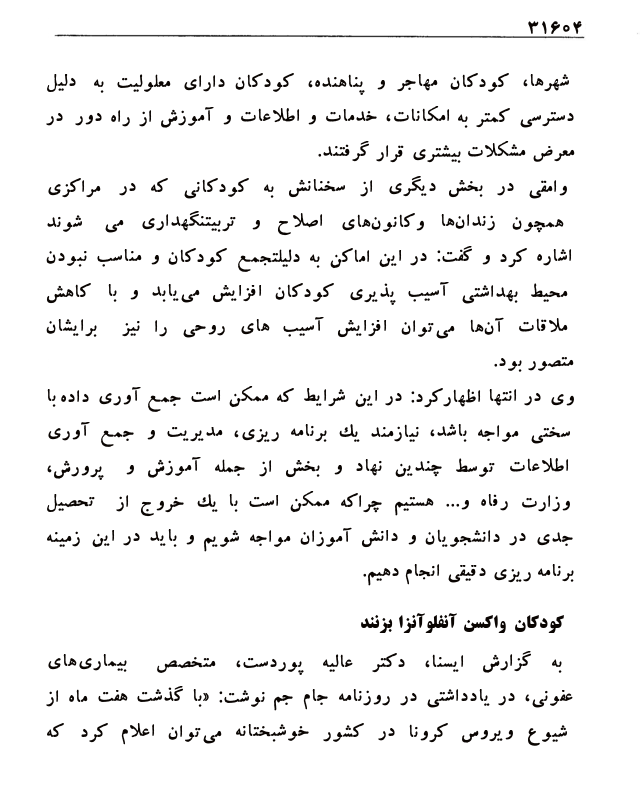 ۳۱۶۰۴
شهرها، کودکان مهاجر و پناهنده، کودکان دارای معلولیت به دلیل
دسترسی کمتر به امکانات، خدمات و اطلاعات و آموزش از راه دور در
معرض مشکلات بیشتری قرار گرفتند.
وامقی در بخش دیگری از سخنانش به کودکانی که در مراکزی
همچون زندان‌ها وکانون‌های اصلاح و تربیتنگهداری می شوند
اشاره کرد و گفت: در این اماکن به دلیلتجمع کودکان و مناسب نبودن
محیط بهداشتی آسیب پذیری کودکان افزایش می‌یابد و با کاهش
ملاقات آن‌ها می‌توان افزایش آسیب های روحی را نیز برایشان
متصور بود.
وی در انتها اظهارکرد: در این شرایط که ممکن است جمع آوری داده با
سختی مواجه باشد، نیازمند یك برنامه ریزی، مدیریت و جمع آوری
اطلاعات توسط چندین نهاد و بخش از جمله آموزش و پرورش،
وزارت رفاه و... هستیم چراکه ممکن است با یك خروج از تحصیل
جدی در دانشجویان و دانش آموزان مواجه شویم و باید در این زمینه
برنامه ریزی دقیقی انجام دهیم.
کودکان واکسن آنفلوآنزا بزنند
به گزارش ایسنا، دکتر عالیه پوردست، متخصص بیماری‌های
عفونی، در یادداشتی در روزنامه جام جم نوشت: «با گذشت هفت ماه از
شیوع ویروس کرونا در کشور خوشبختانه می‌توان اعلام کرد که